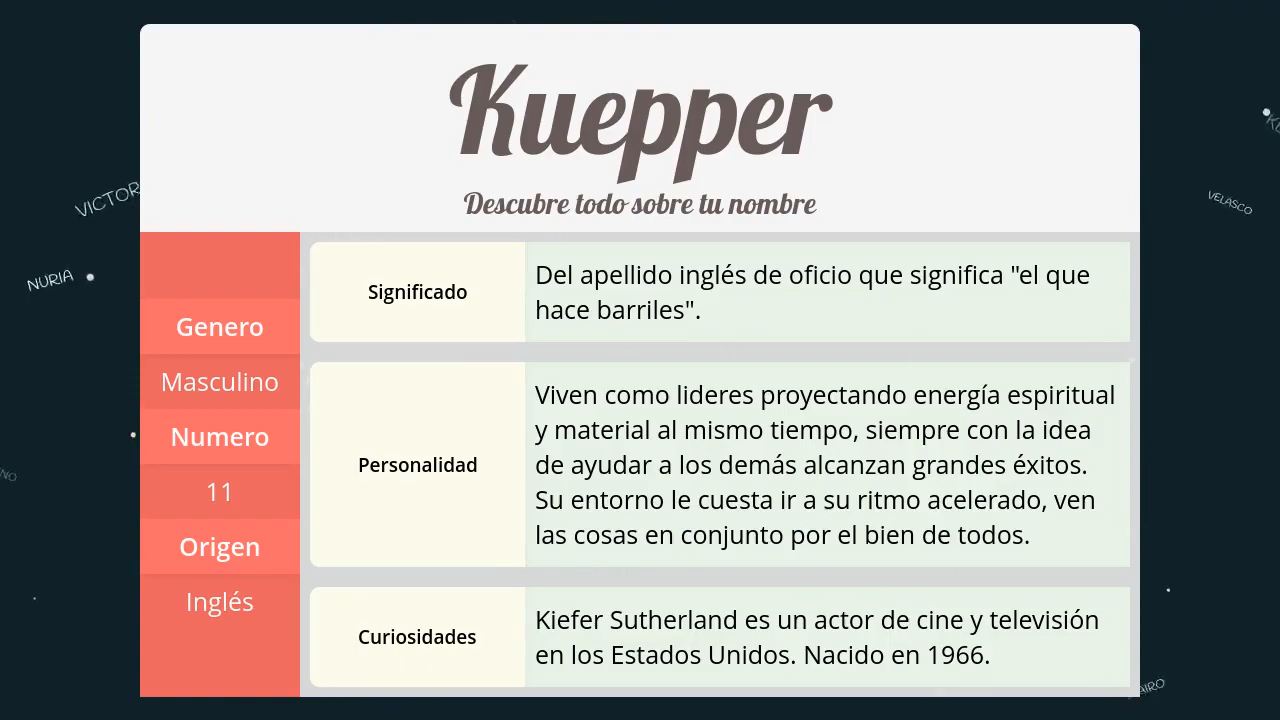 Kuepper
Descubre todo sobre tu nombre
VICTOR
NURIA
VELASCO
Genero
Masculino
Numero
11
Origen
Inglés
Significado
Del apellido inglés de oficio que significa "el que
hace barriles".
Personalidad
Viven como lideres proyectando energía espiritual
y material al mismo tiempo, siempre con la idea
de ayudar a los demás alcanzan grandes éxitos.
Su entorno le cuesta ir a su ritmo acelerado, ven
las cosas en conjunto por el bien de todos.
Curiosidades
Kiefer Sutherland es un actor de cine y televisión
en los Estados Unidos. Nacido en 1966.